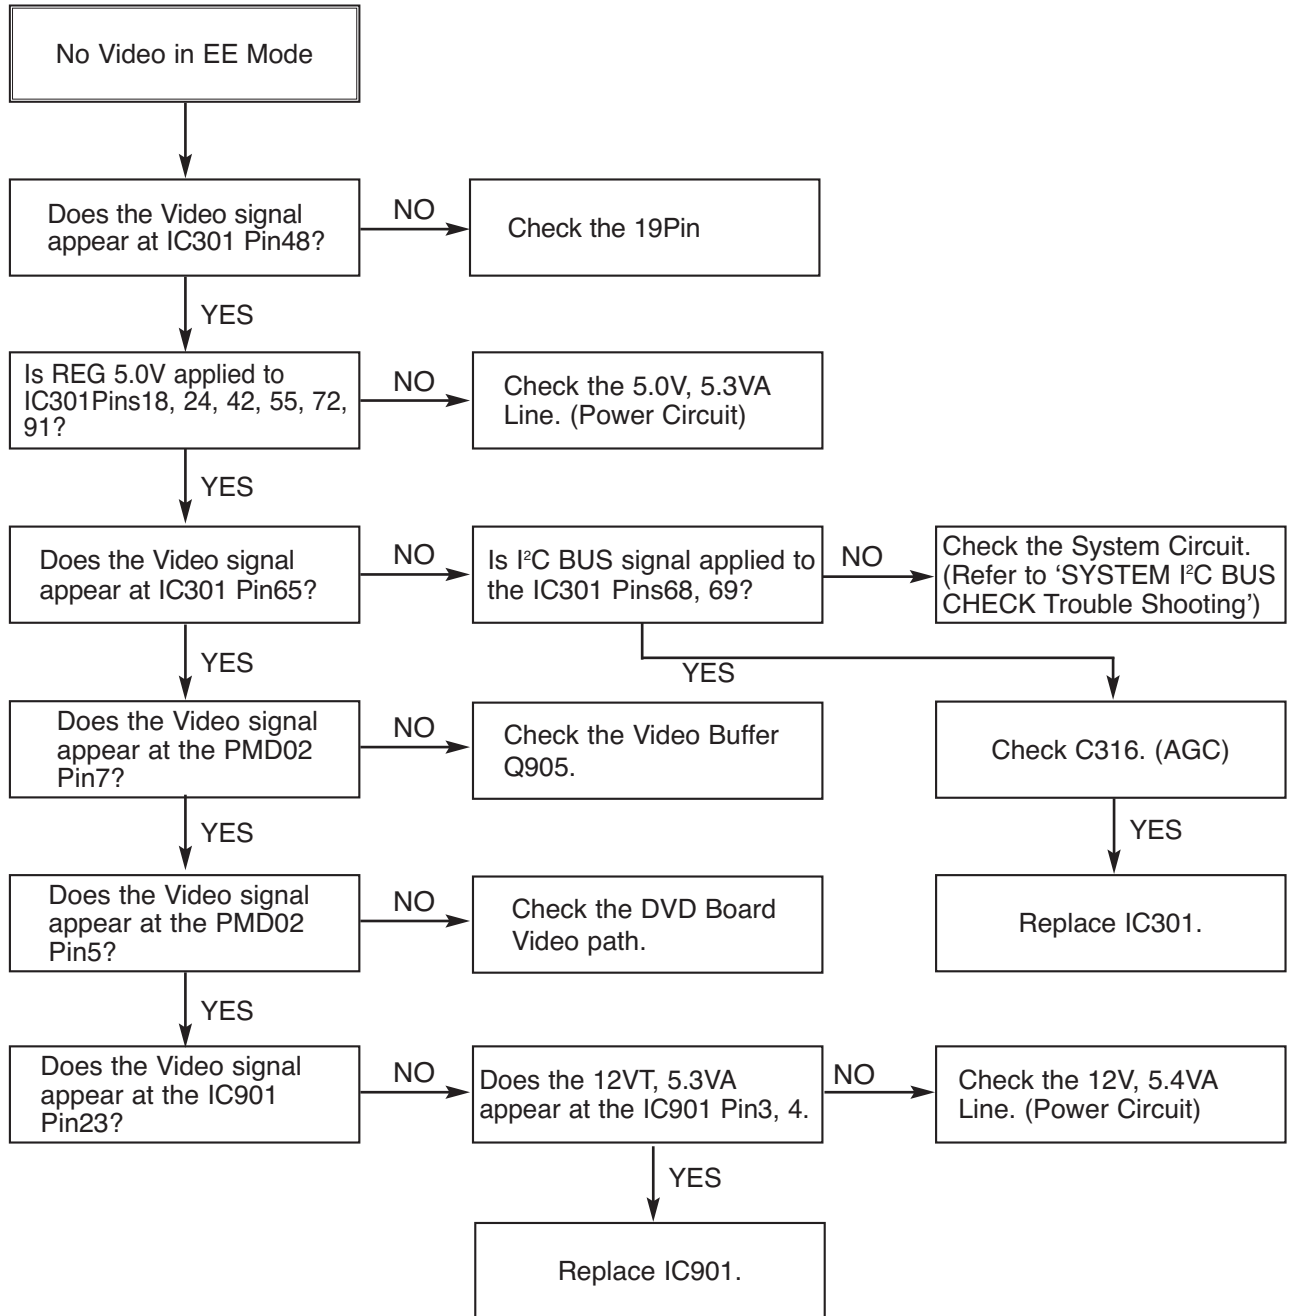 No Video in EE Mode
Does the Video signal
appear at IC301 Pin48?
NO
Check the 19Pin
YES
Is REG 5.0V applied to
IC301Pins18, 24, 42, 55, 72,
91?
NO
Check the 5.0V, 5.3VA
Line. (Power Circuit)
YES
Does the Video signal
appear at IC301 Pin65?
NO
Is I²C BUS signal applied to
the IC301 Pins68, 69?
NO
Check the System Circuit.
(Refer to ‘SYSTEM I²C BUS
CHECK Trouble Shooting’)
YES
YES
Does the Video signal
appear at the PMD02
Pin7?
NO
Check the Video Buffer
Q905.
Check C316. (AGC)
YES
YES
Does the Video signal
appear at the PMD02
Pin5?
NO
Check the DVD Board
Video path.
Replace IC301.
YES
Does the Video signal
appear at the IC901
Pin23?
NO
Does the 12VT, 5.3VA
appear at the IC901 Pin3, 4.
NO
Check the 12V, 5.4VA
Line. (Power Circuit)
YES
Replace IC901.